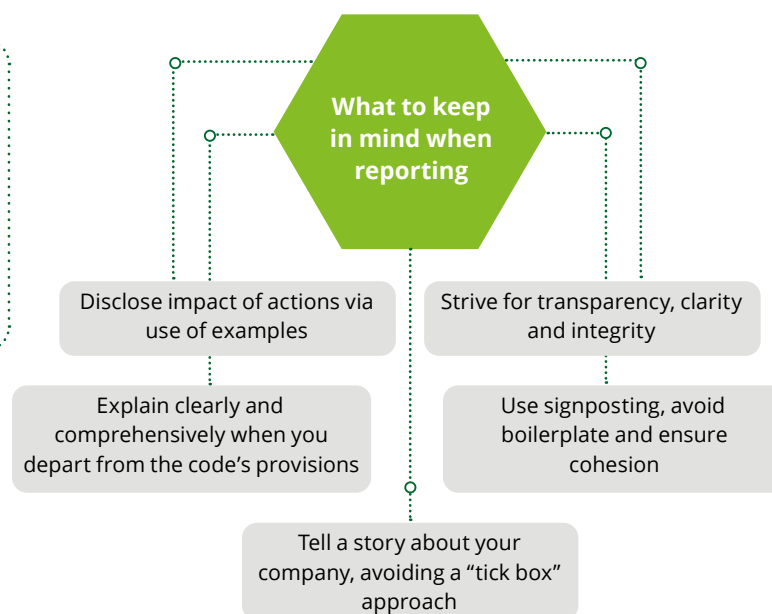 What to keep
in mind when
reporting
Disclose impact of actions via
use of examples
Strive for transparency, clarity
and integrity
Explain clearly and
comprehensively when you
depart from the code’s provisions
Use signposting, avoid
boilerplate and ensure
cohesion
Tell a story about your
company, avoiding a “tick box”
approach